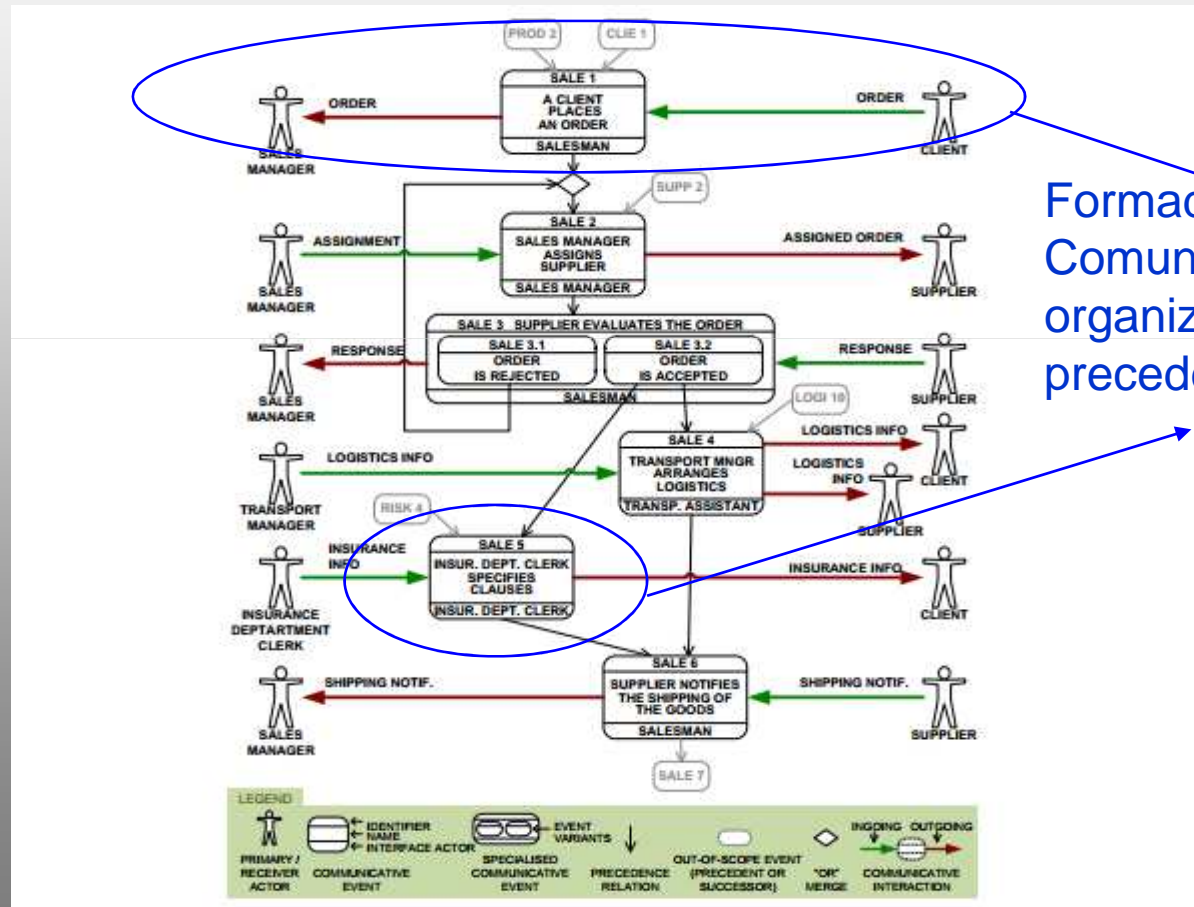 PROD 2
CLIE 1
SALE 1
A CLIENT
PLACES
AN ORDER
SALESMAN
ORDER
ORDER
SALES
MANAGER
CLIENT
SUPP 2
SALE 2
SALES MANAGER
ASSIGNS
SUPPLIER
SALES MANAGER
ASSIGNMENT
ASSIGNED ORDER
SALES
MANAGER
SUPPLIER
SALE 3 SUPPLIER EVALUATES THE ORDER
SALE 3.1
ORDER
IS REJECTED
SALE 3.2
ORDER
IS ACCEPTED
SALESMAN
RESPONSE
RESPONSE
SALES
MANAGER
SUPPLIER
LOGI 10
SALE 4
TRANSPORT MNGR
ARRANGES
LOGISTICS
TRANSP. ASSISTANT
LOGISTICS INFO
LOGISTICS INFO
LOGISTICS
INFO
TRANSPORT
MANAGER
CLIENT
SUPPLIER
RISK 4
SALE 5
INSUR. DEPT. CLERK
SPECIFIES
CLAUSES
INSUR. DEPT. CLERK
INSURANCE
INFO
INSURANCE INFO
INSURANCE
DEPTARTMENT
CLERK
CLIENT
SALE 6
SUPPLIER NOTIFIES
THE SHIPPING OF
THE GOODS
SALESMAN
SHIPPING NOTIF.
SHIPPING NOTIF.
SALES
MANAGER
SUPPLIER
SALE 7
LEGEND
PRIMARY /
RECEIVER
ACTOR
IDENTIFIER
NAME
INTERFACE ACTOR
COMMUNICATIVE
EVENT
EVENT
VARIANTS
SPECIALISED
COMMUNICATIVE
EVENT
PRECEDENCE
RELATION
OUT-OF-SCOPE EVENT
(PRECEDENT OR
SUCCESSOR)
"OR"
MERGE
INGOING OUTGOING
COMMUNICATIVE
INTERACTION